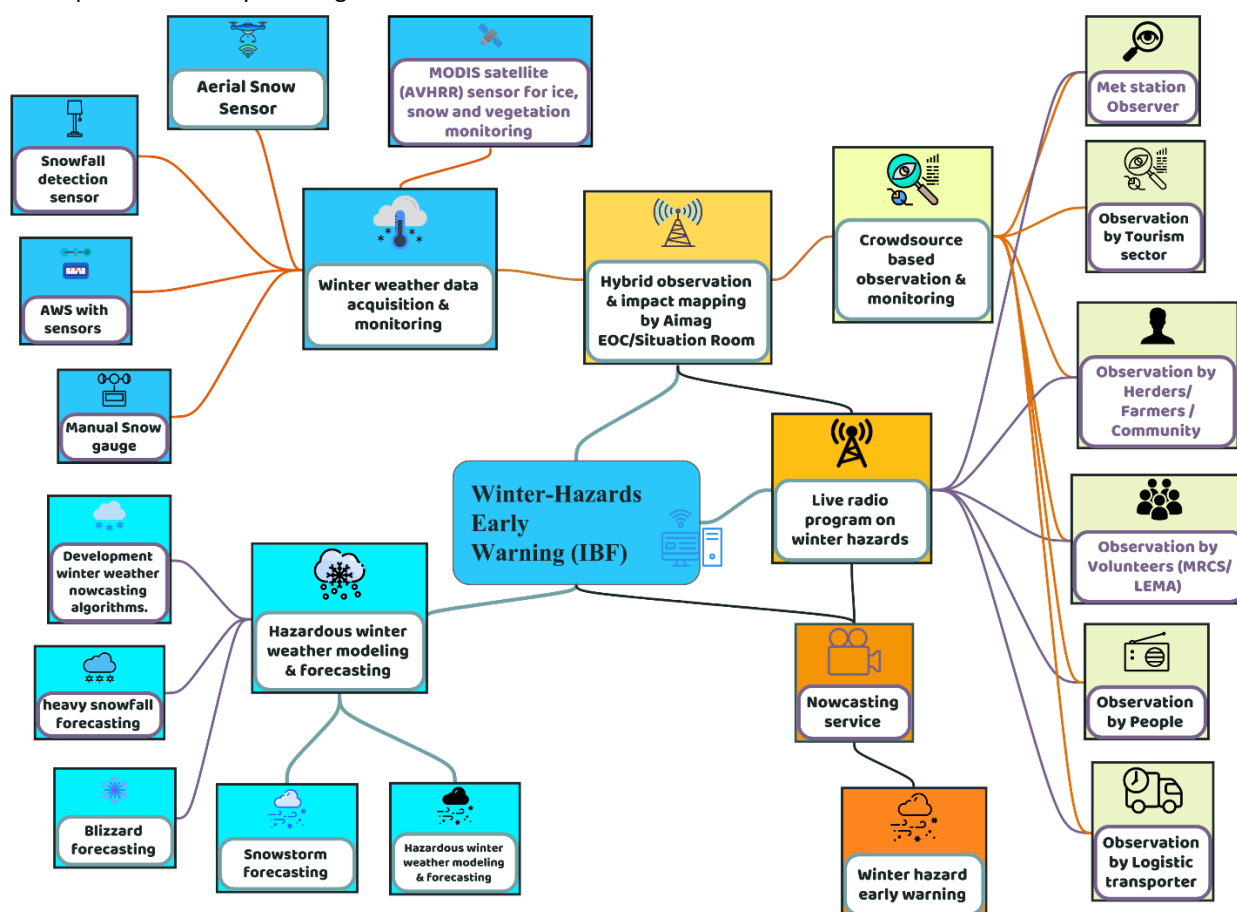 Aerial Snow
Sensor
MODIS satellite
(AVHRR) sensor for ice,
snow and vegetation
monitoring
Met station
Observer
Snowfall
detection
sensor
Observation
by Tourism
sector
Crowdsource
based
observation &
monitoring
Winter weather data
acquisition &
monitoring
Hybrid observation
& impact mapping
by Aimag
EOC/Situation Room
AWS with
sensors
Observation by
Herders/
Farmers /
Community
Manual Snow
gauge
Live radio
program on
winter hazards
Winter-Hazards
Early
Warning (IBF)
Observation by
Volunteers (MRCS/
LEMA)
Development
winter weather
nowcasting
algorithms.
Hazardous winter
weather modeling
& forecasting
heavy snowfall
forecasting
Nowcasting
service
Observation
by People
Blizzard
forecasting
Snowstorm
forecasting
Hazardous winter
weather modeling
& forecasting
Winter hazard
early warning
Observation
by Logistic
transporter